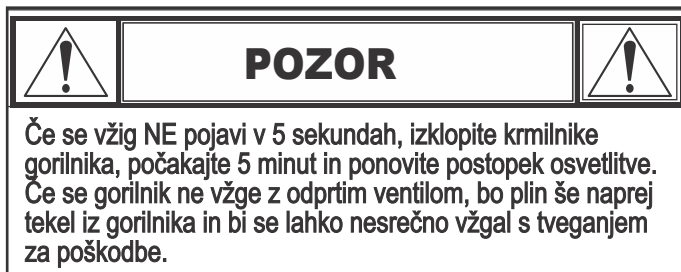 POZOR
Če se vžig NE pojavi v 5 sekundah, izklopite krmilnike
gorilnika, počakajte 5 minut in ponovite postopek osvetlitve.
Če se gorilnik ne vžge z odprtim ventilom, bo plin še naprej
tekel iz gorilnika in bi se lahko nesrečno vžgal s tveganjem
za poškodbe.